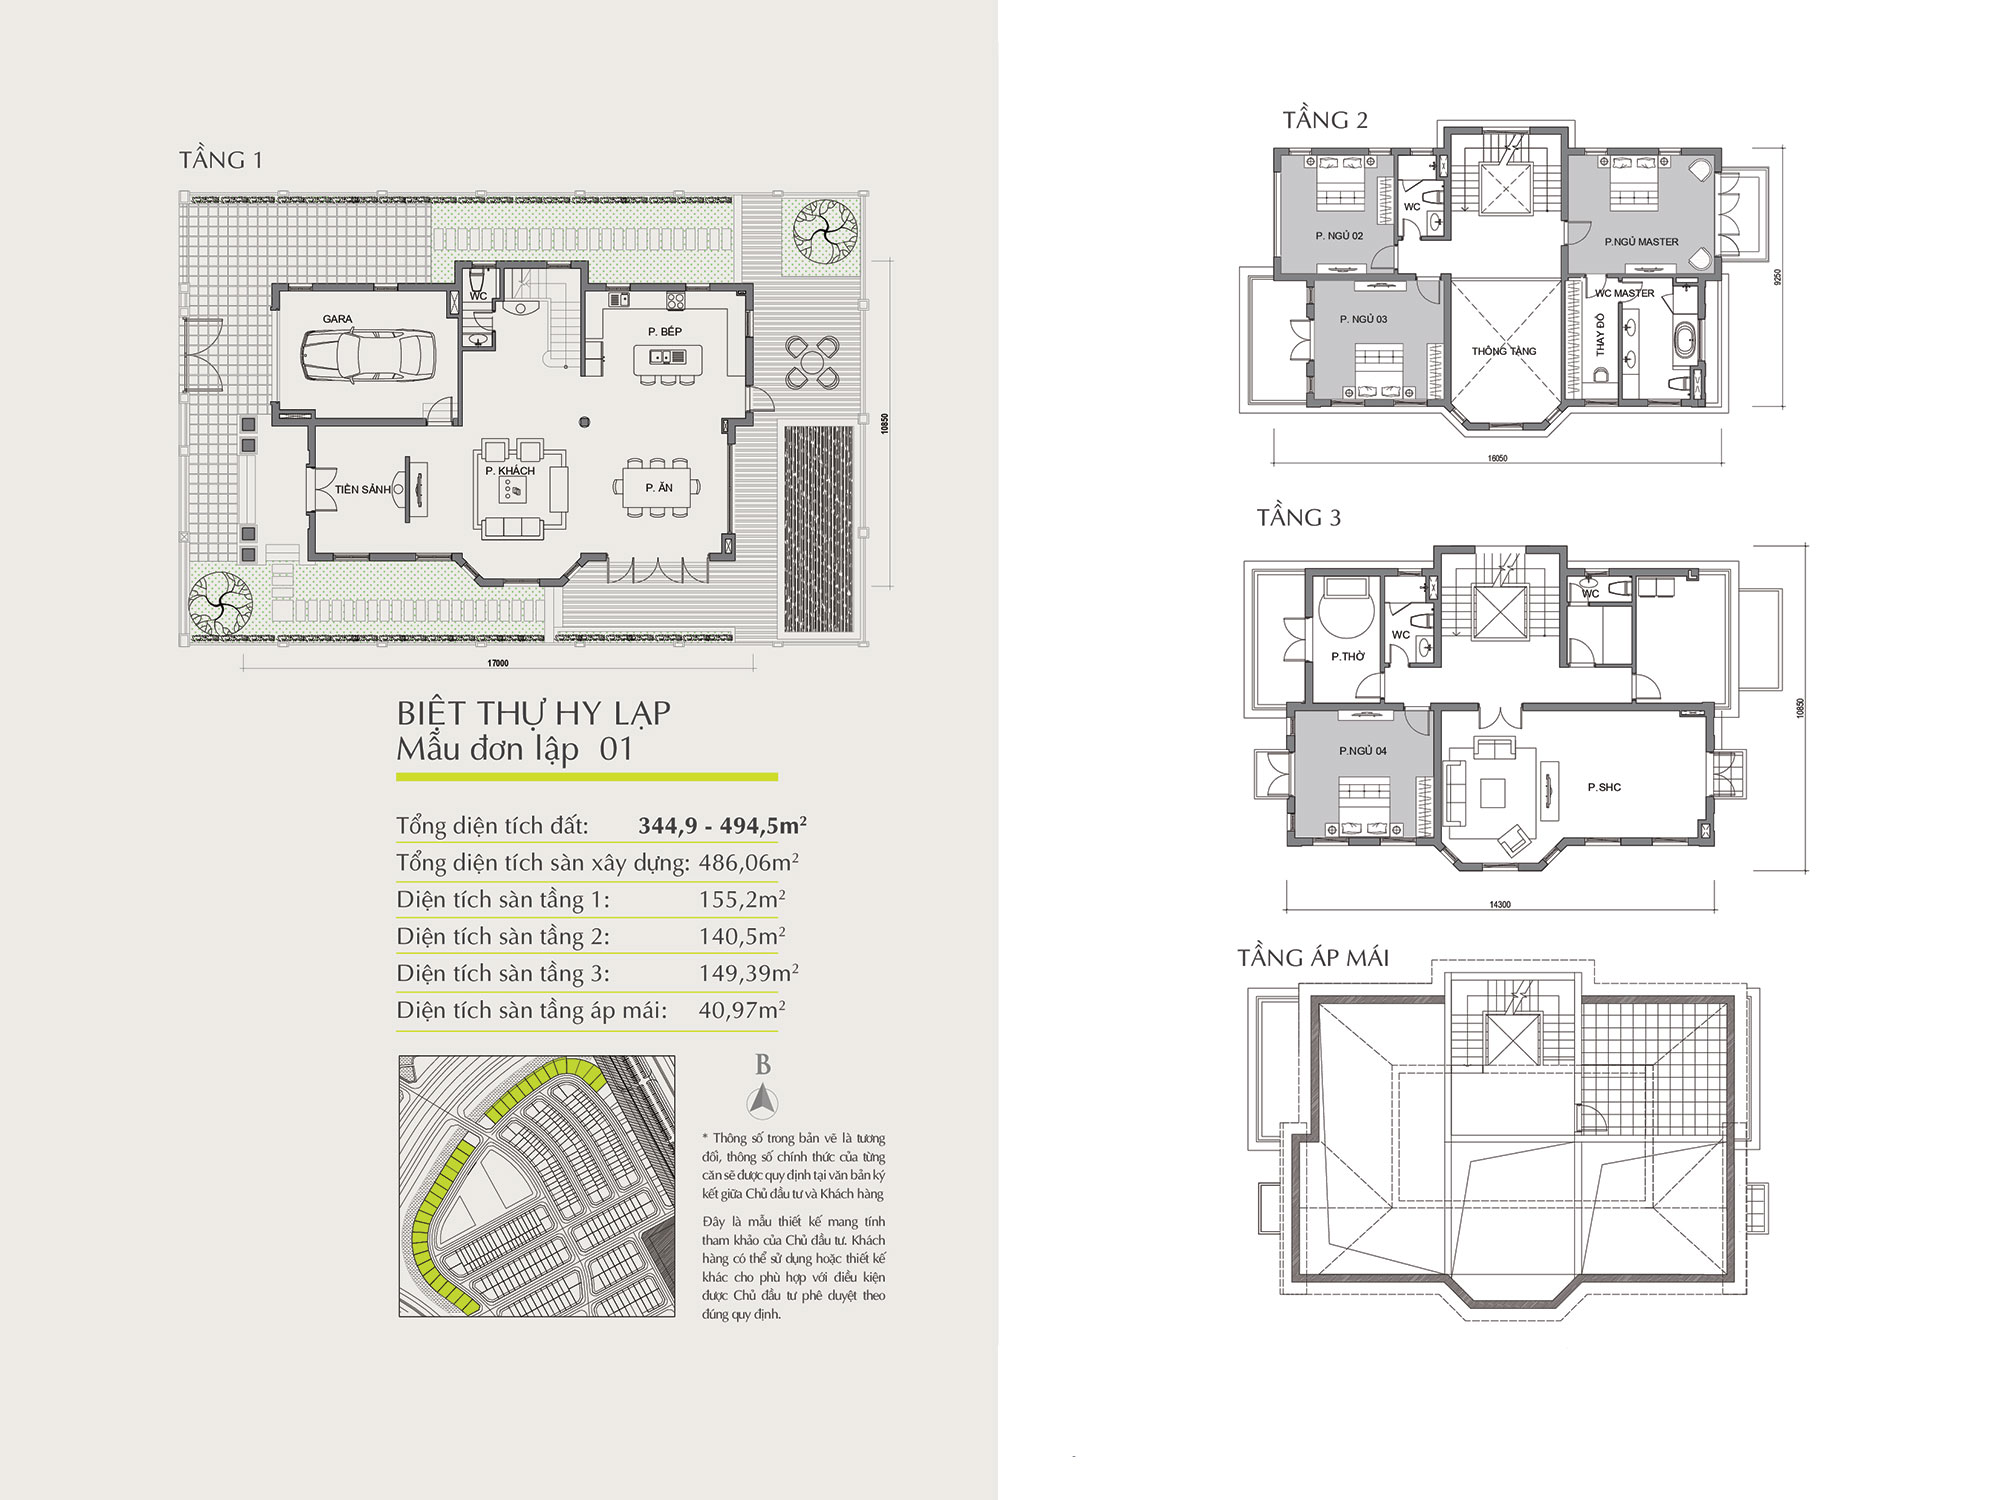 TẦNG 1
WC
GARA
P. BẾP
P. KHÁCH
TIỀN SẢNH
P. ĂN
10850
17000
BIỆT THỰ HY LẠP
Mẫu đơn lập 01
Tổng diện tích đất: 344,9 - 494,5m²
Tổng diện tích sàn xây dựng: 486,06m²
Diện tích sàn tầng 1: 155,2m²
Diện tích sàn tầng 2: 140,5m²
Diện tích sàn tầng 3: 149,39m²
Diện tích sàn tầng áp mái: 40,97m²
B
* Thông số trong bản vẽ là tương
đối, thông số chính thức của từng
căn sẽ được quy định tại văn bản ký
kết giữa Chủ đầu tư và Khách hàng
Đây là mẫu thiết kế mang tính
tham khảo của Chủ đầu tư. Khách
hàng có thể sử dụng hoặc thiết kế
khác cho phù hợp với điều kiện
được Chủ đầu tư phê duyệt theo
đúng quy định.
TẦNG 2
WC
P. NGỦ 02
P.NGỦ MASTER
WC MASTER
P. NGỦ 03
THAY ĐỒ
THÔNG TẦNG
9250
16050
TẦNG 3
WC
WC
P.THỜ
P.NGỦ 04
P.SHC
10850
14300
TẦNG ÁP MÁI